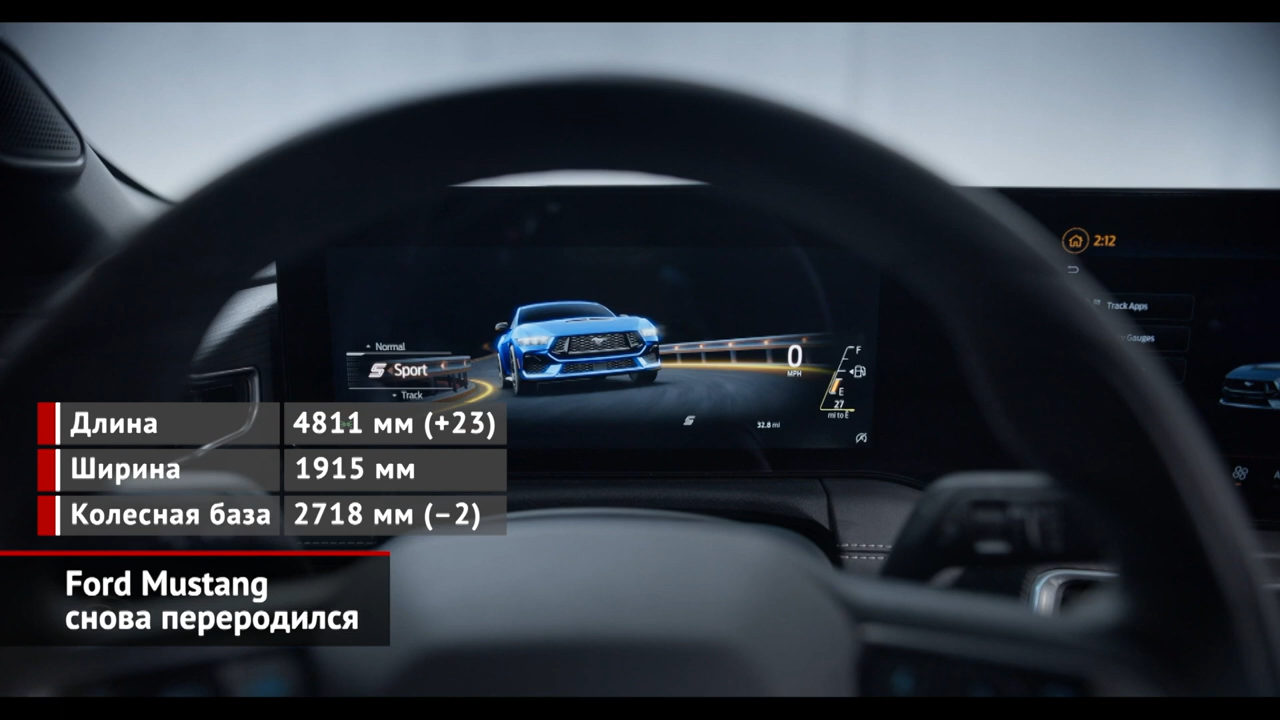 2:12
Track Apps
Gauges
Normal
Sport
Track
0
MPH
F
E
27
mi to E
32.8 mi
Длина 4811 мм (+23)
Ширина 1915 мм
Колесная база 2718 мм (–2)
Ford Mustang
снова переродился